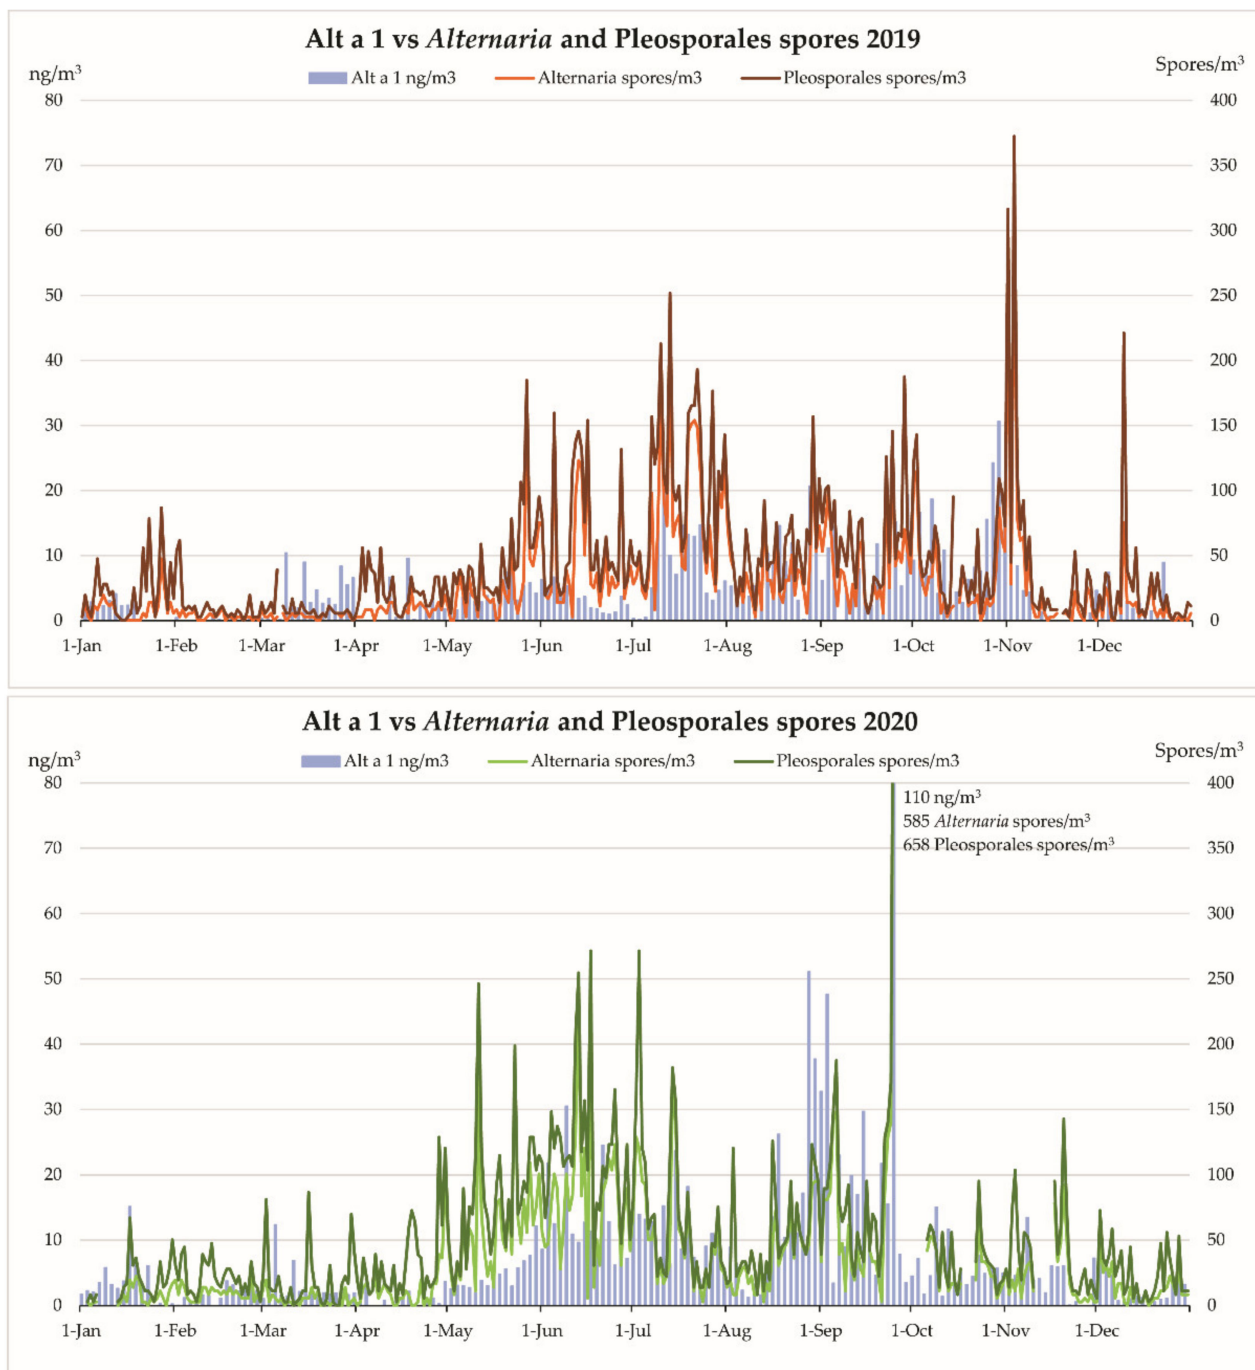 Alt a 1 vs Alternaria and Pleosporales spores 2019
ng/m³ Spores/m³
Alt a 1 ng/m3 Alternaria spores/m3 Pleosporales spores/m3
80 400
70 350
60 300
50 250
40 200
30 150
20 100
10 50
0 0
1-Jan 1-Feb 1-Mar 1-Apr 1-May 1-Jun 1-Jul 1-Aug 1-Sep 1-Oct 1-Nov 1-Dec
Alt a 1 vs Alternaria and Pleosporales spores 2020
ng/m³ Spores/m³
Alt a 1 ng/m3 Alternaria spores/m3 Pleosporales spores/m3
80 400
110 ng/m³
585 Alternaria spores/m³
70 350
658 Pleosporales spores/m³
60 300
50 250
40 200
30 150
20 100
10 50
0 0
1-Jan 1-Feb 1-Mar 1-Apr 1-May 1-Jun 1-Jul 1-Aug 1-Sep 1-Oct 1-Nov 1-Dec